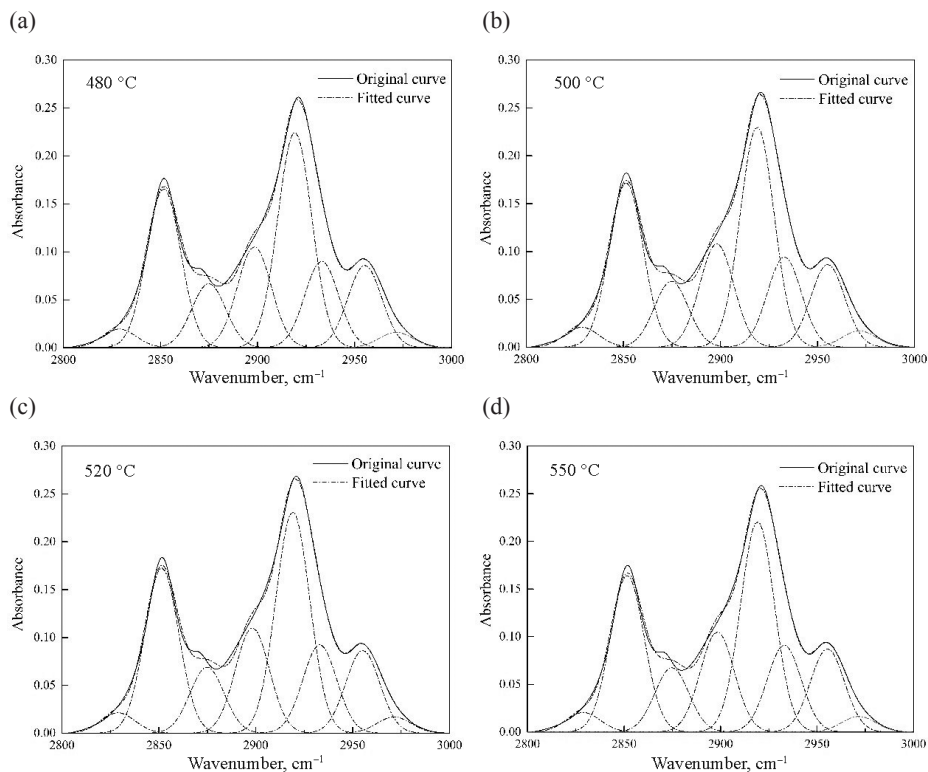 (a)
480 °C
Original curve
Fitted curve
0.30
0.25
0.20
0.15
0.10
0.05
0.00
Absorbance
2800 2850 2900 2950 3000
Wavenumber, cm⁻¹
(b)
500 °C
Original curve
Fitted curve
0.30
0.25
0.20
0.15
0.10
0.05
0.00
Absorbance
2800 2850 2900 2950 3000
Wavenumber, cm⁻¹
(c)
520 °C
Original curve
Fitted curve
0.30
0.25
0.20
0.15
0.10
0.05
0.00
Absorbance
2800 2850 2900 2950 3000
Wavenumber, cm⁻¹
(d)
550 °C
Original curve
Fitted curve
0.30
0.25
0.20
0.15
0.10
0.05
0.00
Absorbance
2800 2850 2900 2950 3000
Wavenumber, cm⁻¹